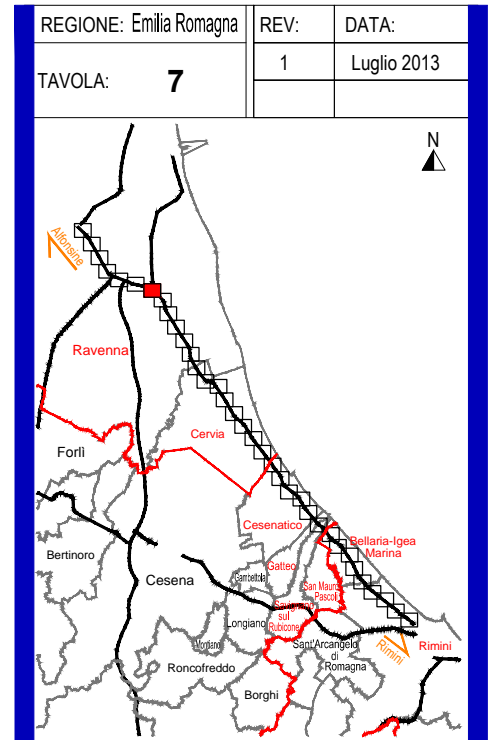 REGIONE: Emilia Romagna
REV:
DATA:
TAVOLA: 7
1
Luglio 2013
N
Alfonsine
Ravenna
Cervia
Forlì
Cesenatico
Bellaria-Igea
Marina
Bertinoro
Gatteo
Cesena
Gambettola
San Mauro
Pascoli
Savignano
sul
Rubicone
Longiano
Montiano
Sant'Arcangelo
di
Romagna
Rimini
Rimini
Roncofreddo
Borghi